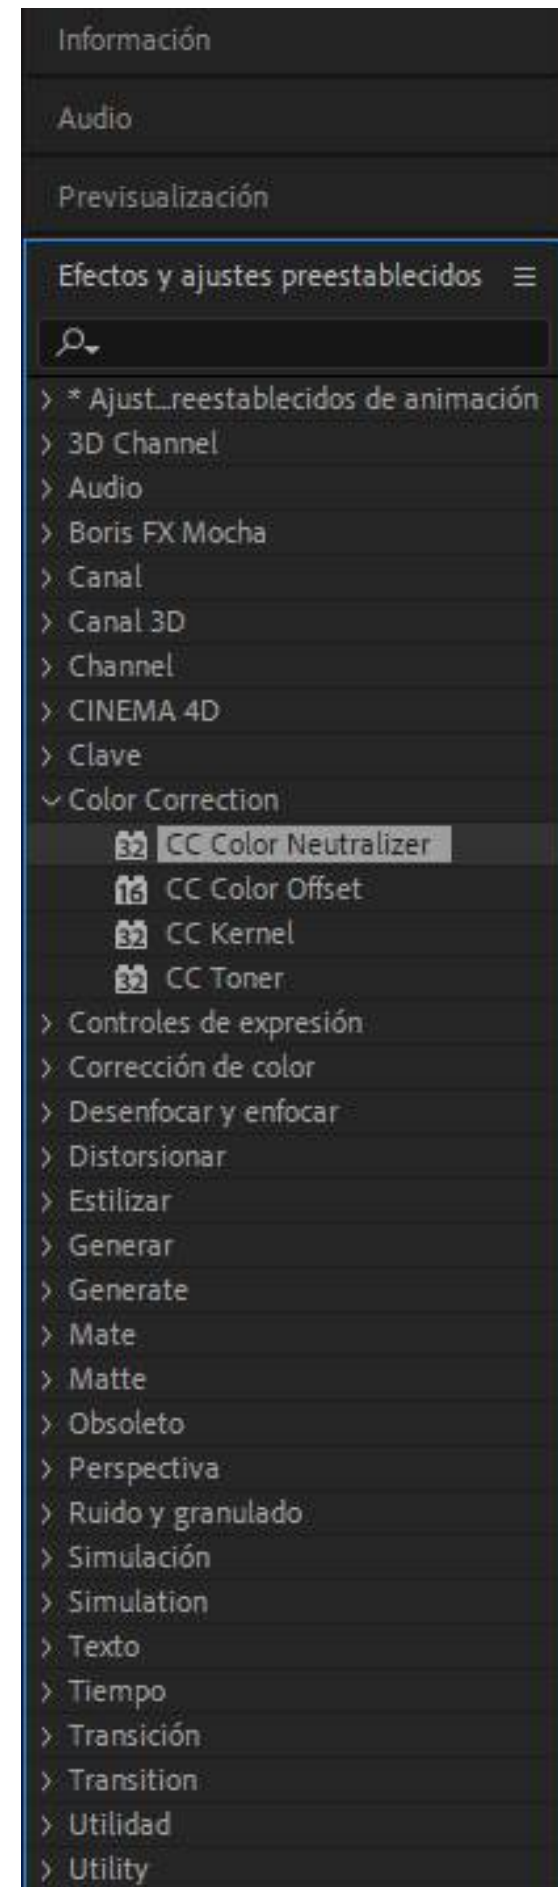 Información
Audio
Previsualización
Efectos y ajustes preestablecidos
* Ajust...reestablecidos de animación
3D Channel
Audio
Boris FX Mocha
Canal
Canal 3D
Channel
CINEMA 4D
Clave
Color Correction
32 CC Color Neutralizer
16 CC Color Offset
32 CC Kernel
32 CC Toner
Controles de expresión
Corrección de color
Desenfocar y enfocar
Distorsionar
Estilizar
Generar
Generate
Mate
Matte
Obsoleto
Perspectiva
Ruido y granulado
Simulación
Simulation
Texto
Tiempo
Transición
Transition
Utilidad
Utility